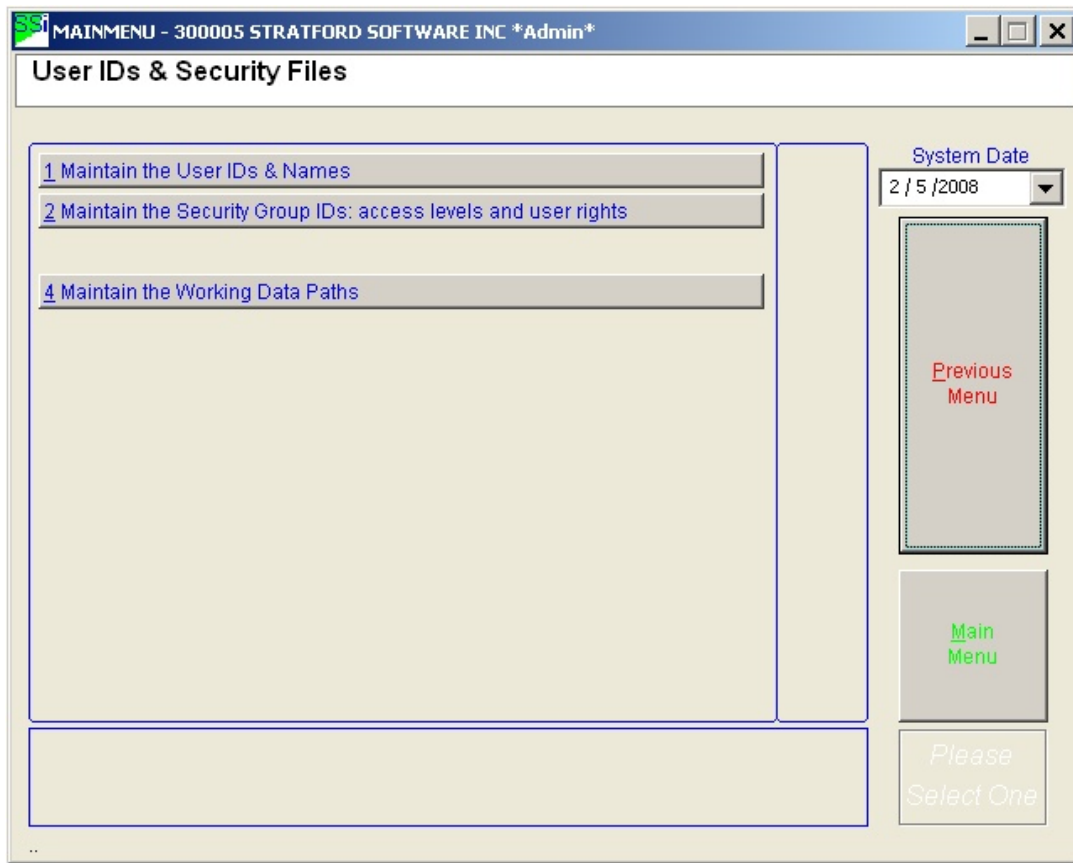 SSi MAINMENU - 300005 STRATFORD SOFTWARE INC *Admin*
User IDs & Security Files
1 Maintain the User IDs & Names
2 Maintain the Security Group IDs: access levels and user rights
4 Maintain the Working Data Paths
System Date
2 / 5 /2008
Previous
Menu
Main
Menu
Please
Select One
..